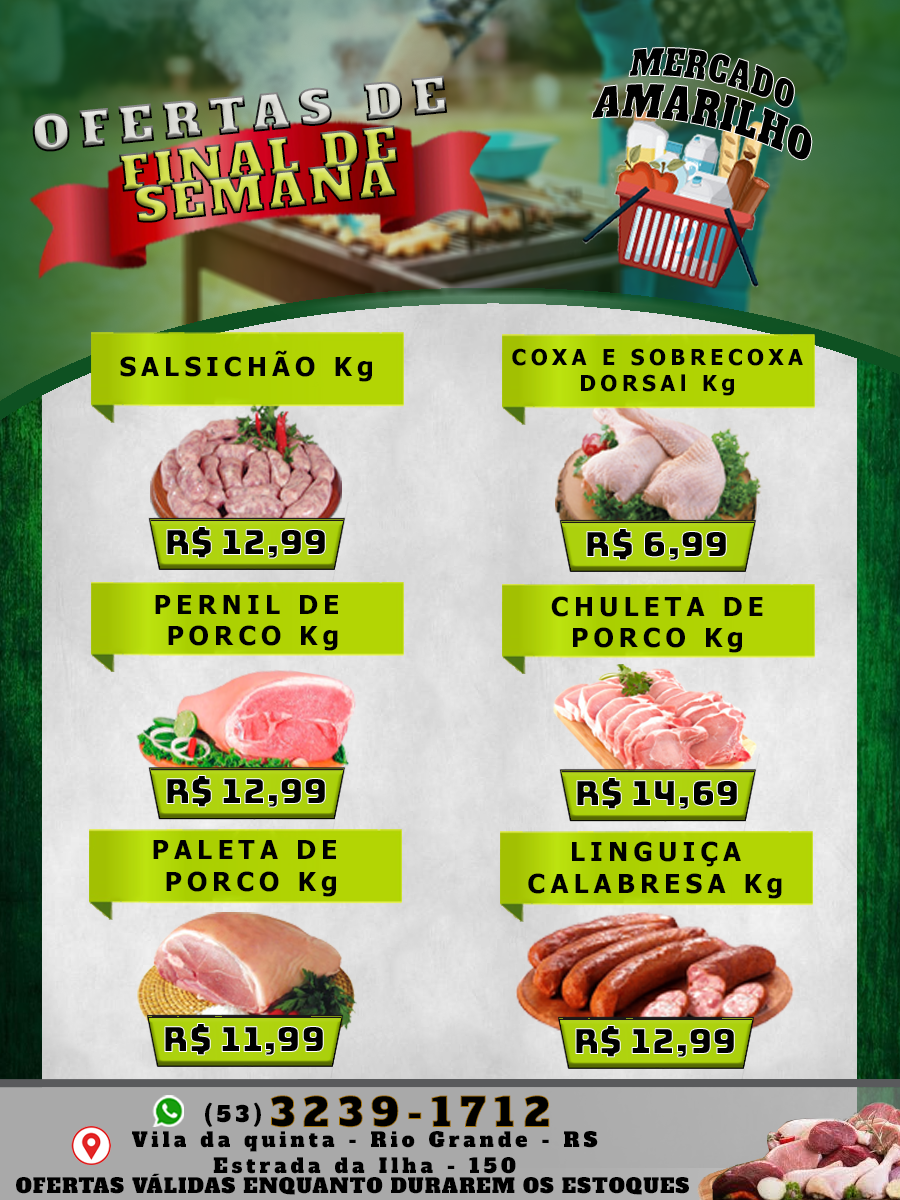 OFERTAS DE
FINAL DE
SEMANA
MERCADO
AMARILHO
SALSICHÃO Kg
R$ 12,99
COXA E SOBRECOXA
DORSAl Kg
R$ 6,99
PERNIL DE
PORCO Kg
R$ 12,99
CHULETA DE
PORCO Kg
R$ 14,69
PALETA DE
PORCO Kg
R$ 11,99
LINGUIÇA
CALABRESA Kg
R$ 12,99
(53) 3239-1712
Vila da quinta - Rio Grande - RS
Estrada da Ilha - 150
OFERTAS VÁLIDAS ENQUANTO DURAREM OS ESTOQUES